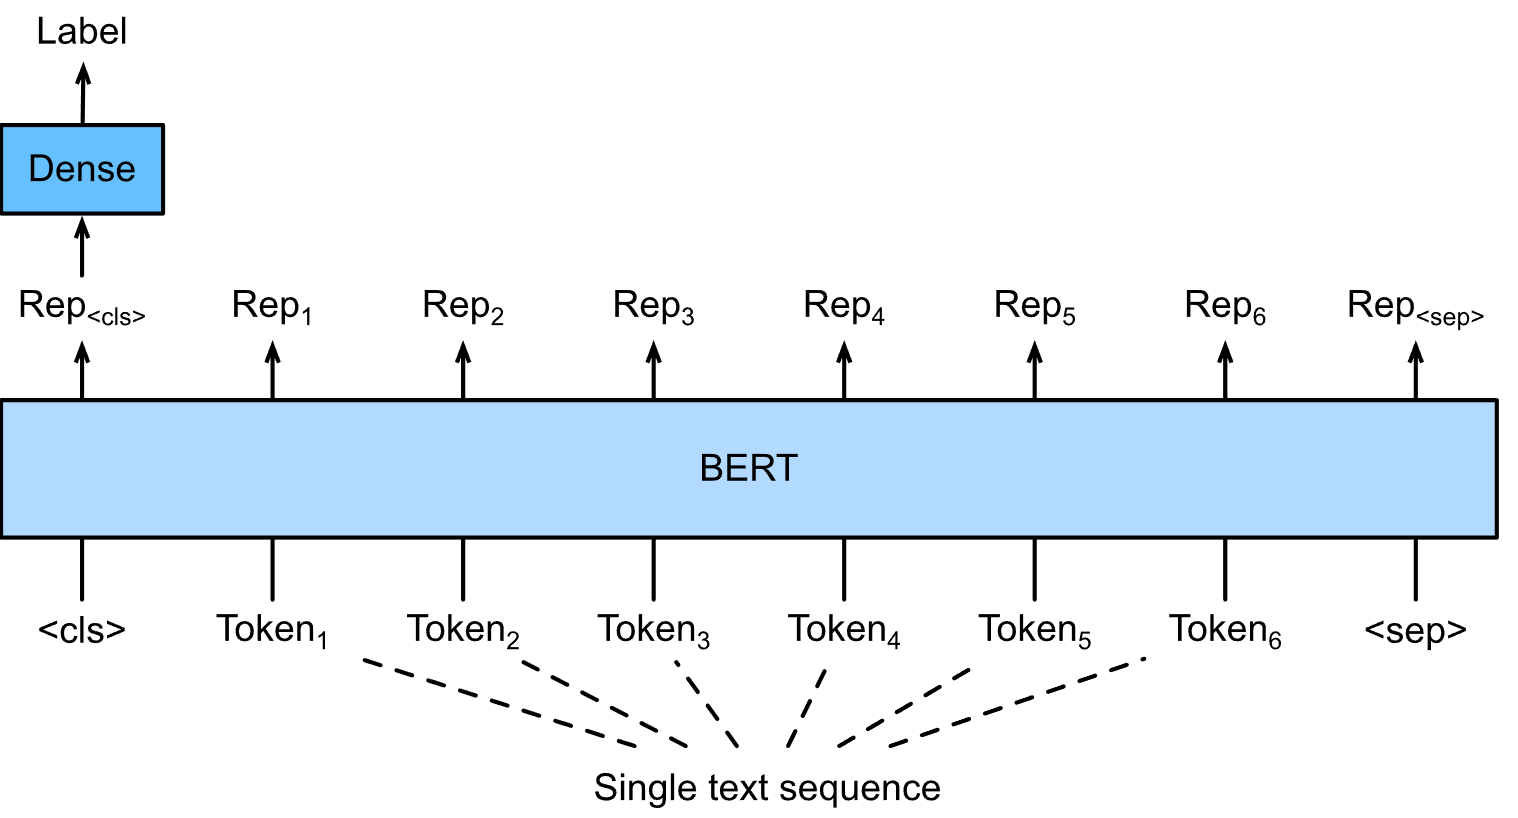 Label
Dense
Rep<cls> Rep1 Rep2 Rep3 Rep4 Rep5 Rep6 Rep<sep>
BERT
<cls> Token1 Token2 Token3 Token4 Token5 Token6 <sep>
Single text sequence